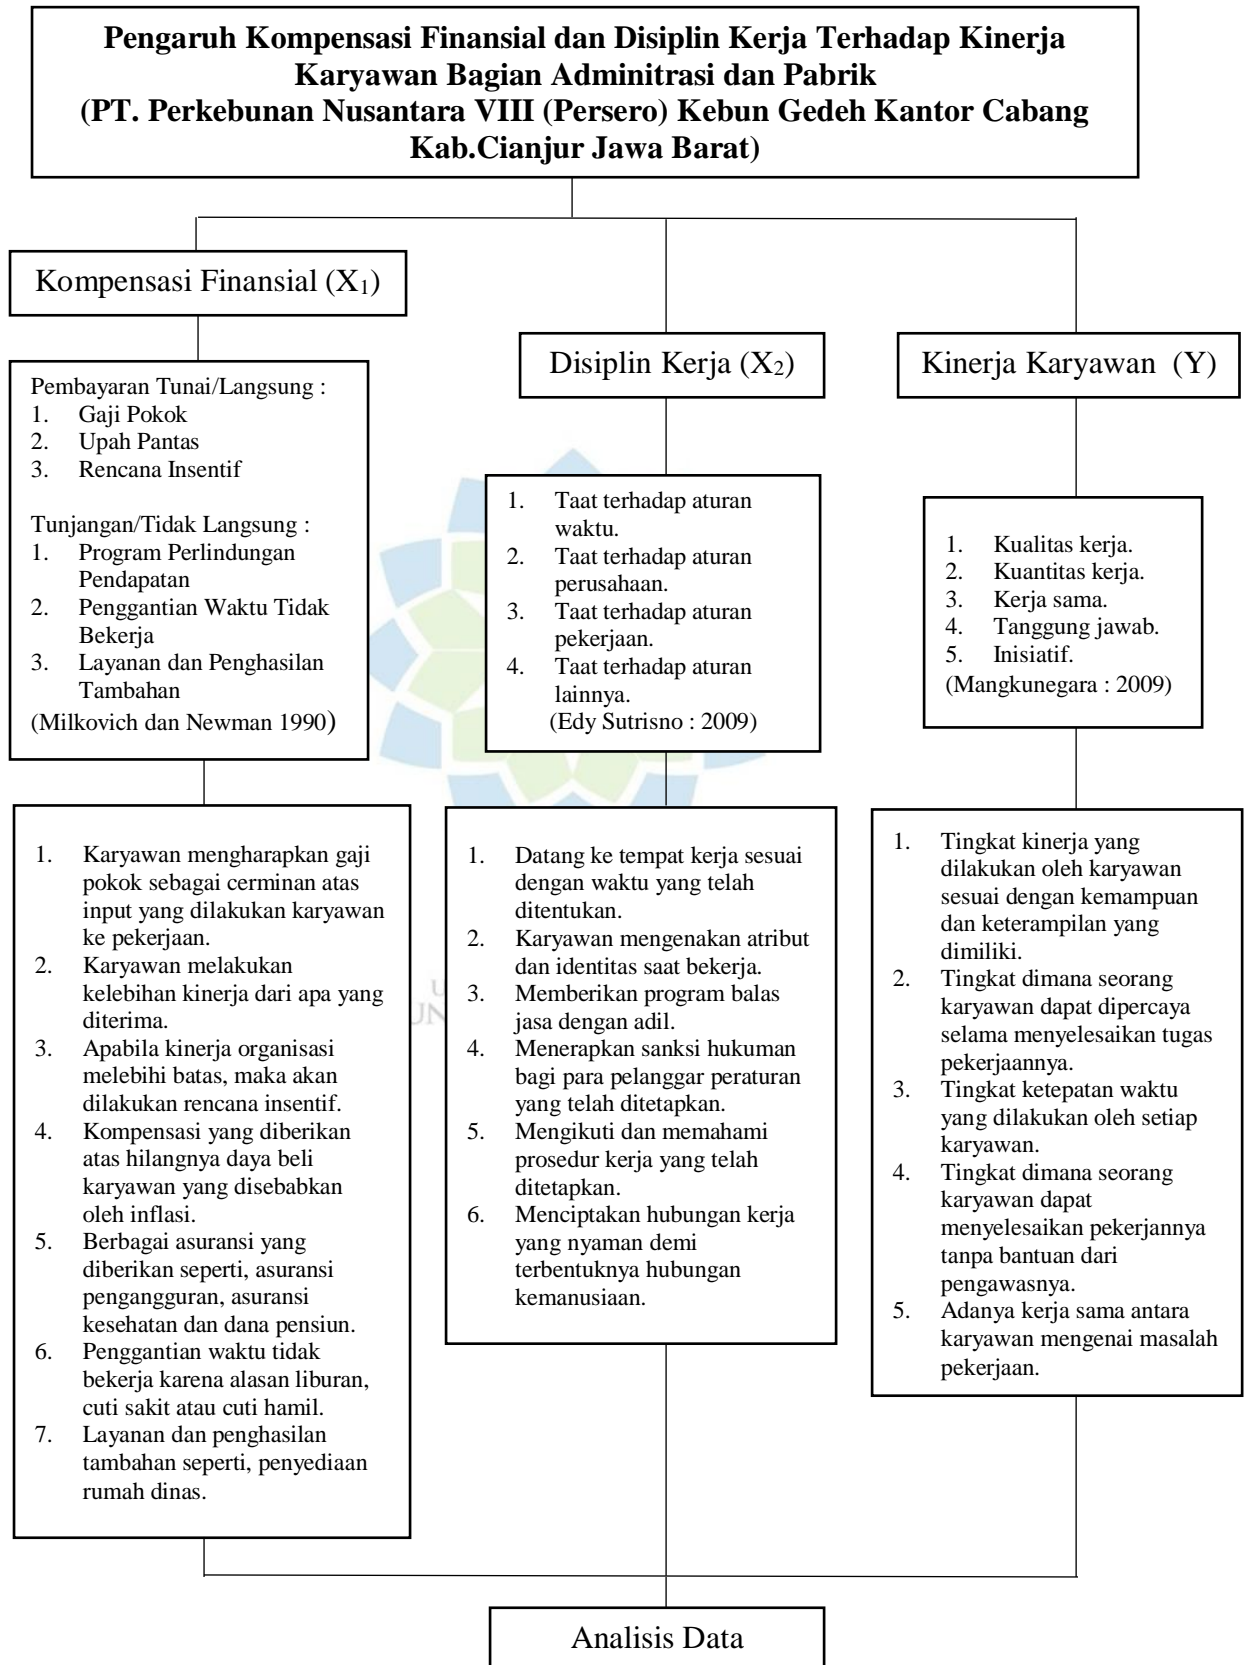 Pengaruh Kompensasi Finansial dan Disiplin Kerja Terhadap Kinerja
Karyawan Bagian Adminitrasi dan Pabrik
(PT. Perkebunan Nusantara VIII (Persero) Kebun Gedeh Kantor Cabang
Kab.Cianjur Jawa Barat)
Kompensasi Finansial (X₁)
Pembayaran Tunai/Langsung :
1. Gaji Pokok
2. Upah Pantas
3. Rencana Insentif
Tunjangan/Tidak Langsung :
1. Program Perlindungan
Pendapatan
2. Penggantian Waktu Tidak
Bekerja
3. Layanan dan Penghasilan
Tambahan
(Milkovich dan Newman 1990)
1. Karyawan mengharapkan gaji
pokok sebagai cerminan atas
input yang dilakukan karyawan
ke pekerjaan.
2. Karyawan melakukan
kelebihan kinerja dari apa yang
diterima.
3. Apabila kinerja organisasi
melebihi batas, maka akan
dilakukan rencana insentif.
4. Kompensasi yang diberikan
atas hilangnya daya beli
karyawan yang disebabkan
oleh inflasi.
5. Berbagai asuransi yang
diberikan seperti, asuransi
pengangguran, asuransi
kesehatan dan dana pensiun.
6. Penggantian waktu tidak
bekerja karena alasan liburan,
cuti sakit atau cuti hamil.
7. Layanan dan penghasilan
tambahan seperti, penyediaan
rumah dinas.
Disiplin Kerja (X₂)
1. Taat terhadap aturan
waktu.
2. Taat terhadap aturan
perusahaan.
3. Taat terhadap aturan
pekerjaan.
4. Taat terhadap aturan
lainnya.
(Edy Sutrisno : 2009)
1. Datang ke tempat kerja sesuai
dengan waktu yang telah
ditentukan.
2. Karyawan mengenakan atribut
dan identitas saat bekerja.
3. Memberikan program balas
jasa dengan adil.
4. Menerapkan sanksi hukuman
bagi para pelanggar peraturan
yang telah ditetapkan.
5. Mengikuti dan memahami
prosedur kerja yang telah
ditetapkan.
6. Menciptakan hubungan kerja
yang nyaman demi
terbentuknya hubungan
kemanusiaan.
Kinerja Karyawan (Y)
1. Kualitas kerja.
2. Kuantitas kerja.
3. Kerja sama.
4. Tanggung jawab.
5. Inisiatif.
(Mangkunegara : 2009)
1. Tingkat kinerja yang
dilakukan oleh karyawan
sesuai dengan kemampuan
dan keterampilan yang
dimiliki.
2. Tingkat dimana seorang
karyawan dapat dipercaya
selama menyelesaikan tugas
pekerjaannya.
3. Tingkat ketepatan waktu
yang dilakukan oleh setiap
karyawan.
4. Tingkat dimana seorang
karyawan dapat
menyelesaikan pekerjannya
tanpa bantuan dari
pengawasnya.
5. Adanya kerja sama antara
karyawan mengenai masalah
pekerjaan.
Analisis Data